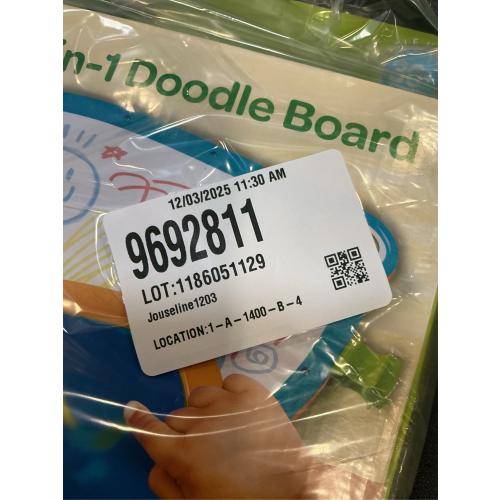 in-1 Doodle Board
12/03/2025 11:30 AM
9692811
LOT:1186051129
Jouseline1203
LOCATION:1-A-1400-B-4